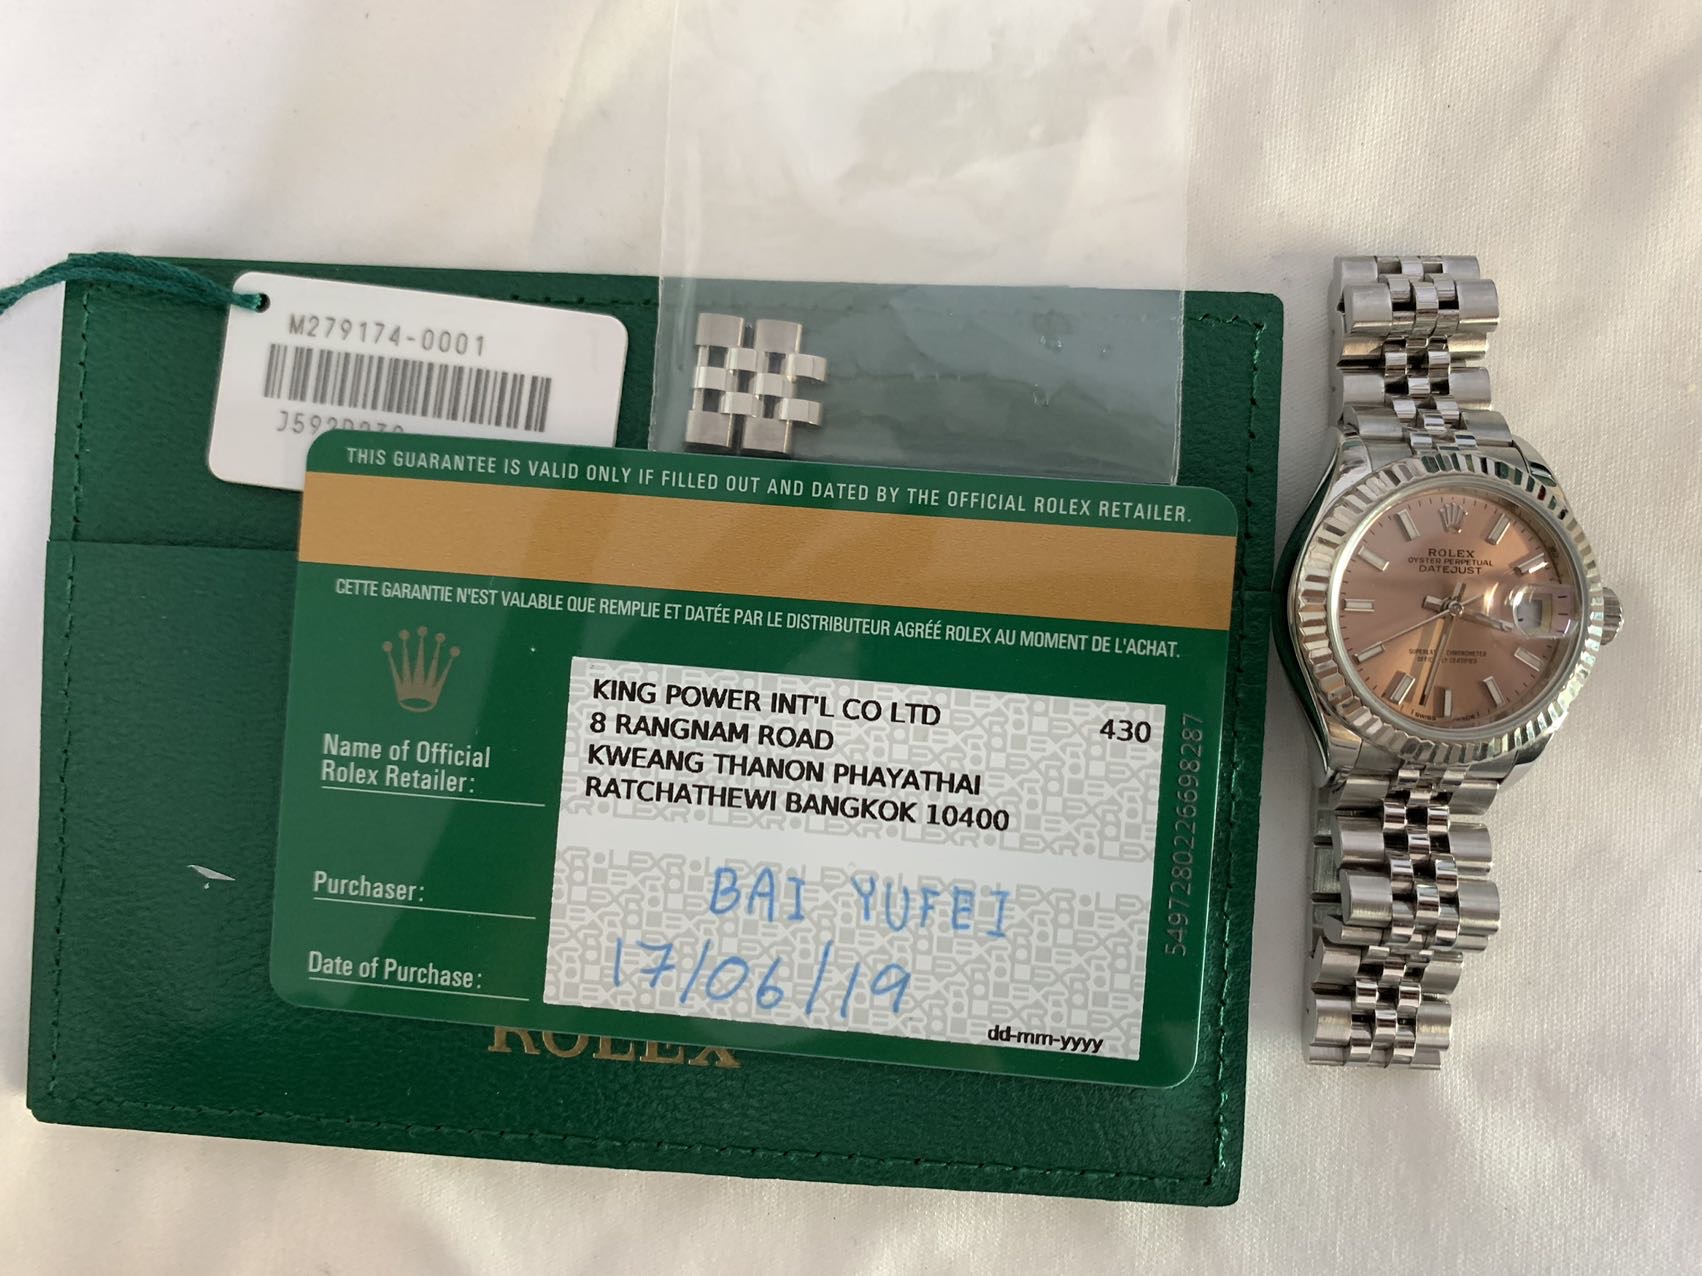 M279174-0001
THIS GUARANTEE IS VALID ONLY IF FILLED OUT AND DATED BY THE OFFICIAL ROLEX RETAILER.
CETTE GARANTIE N'EST VALABLE QUE REMPLIE ET DATÉE PAR LE DISTRIBUTEUR AGRÉÉ ROLEX AU MOMENT DE L'ACHAT.
Name of Official
Rolex Retailer:
KING POWER INT'L CO LTD 430
8 RANGNAM ROAD
KWEANG THANON PHAYATHAI
RATCHATHEWI BANGKOK 10400
Purchaser:
BAI YUFEI
Date of Purchase:
17/06/19
dd-mm-yyyy
5497280226698287
ROLEX
ROLEX
OYSTER PERPETUAL
DATEJUST